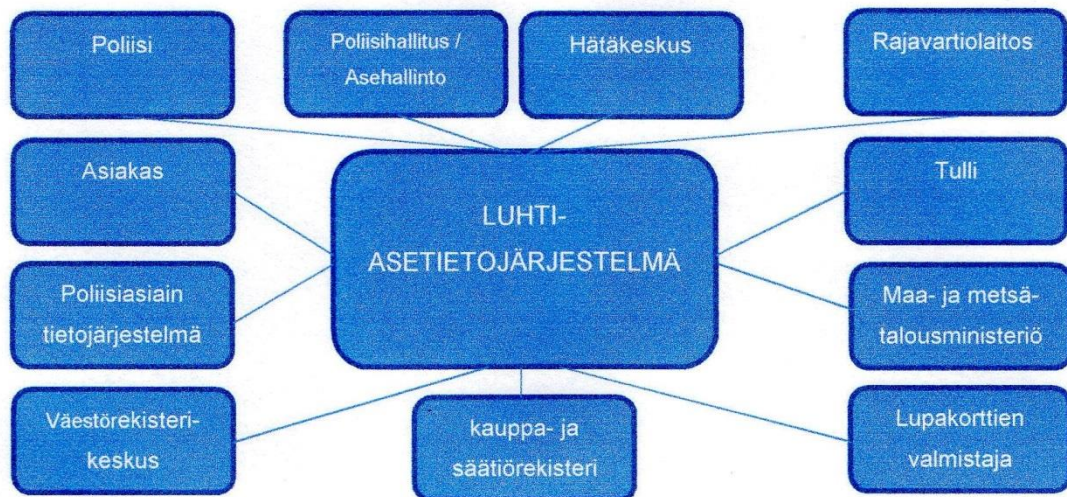 Poliisi
Poliisihallitus /
Asehallinto
Hätäkeskus
Rajavartiolaitos
Asiakas
LUHTI-
ASETIETOJÄRJESTELMÄ
Tulli
Poliisiasiain
tietojärjestelmä
Maa- ja metsä-
talousministeriö
Väestörekisteri-
keskus
kauppa- ja
säätiörekisteri
Lupakorttien
valmistaja